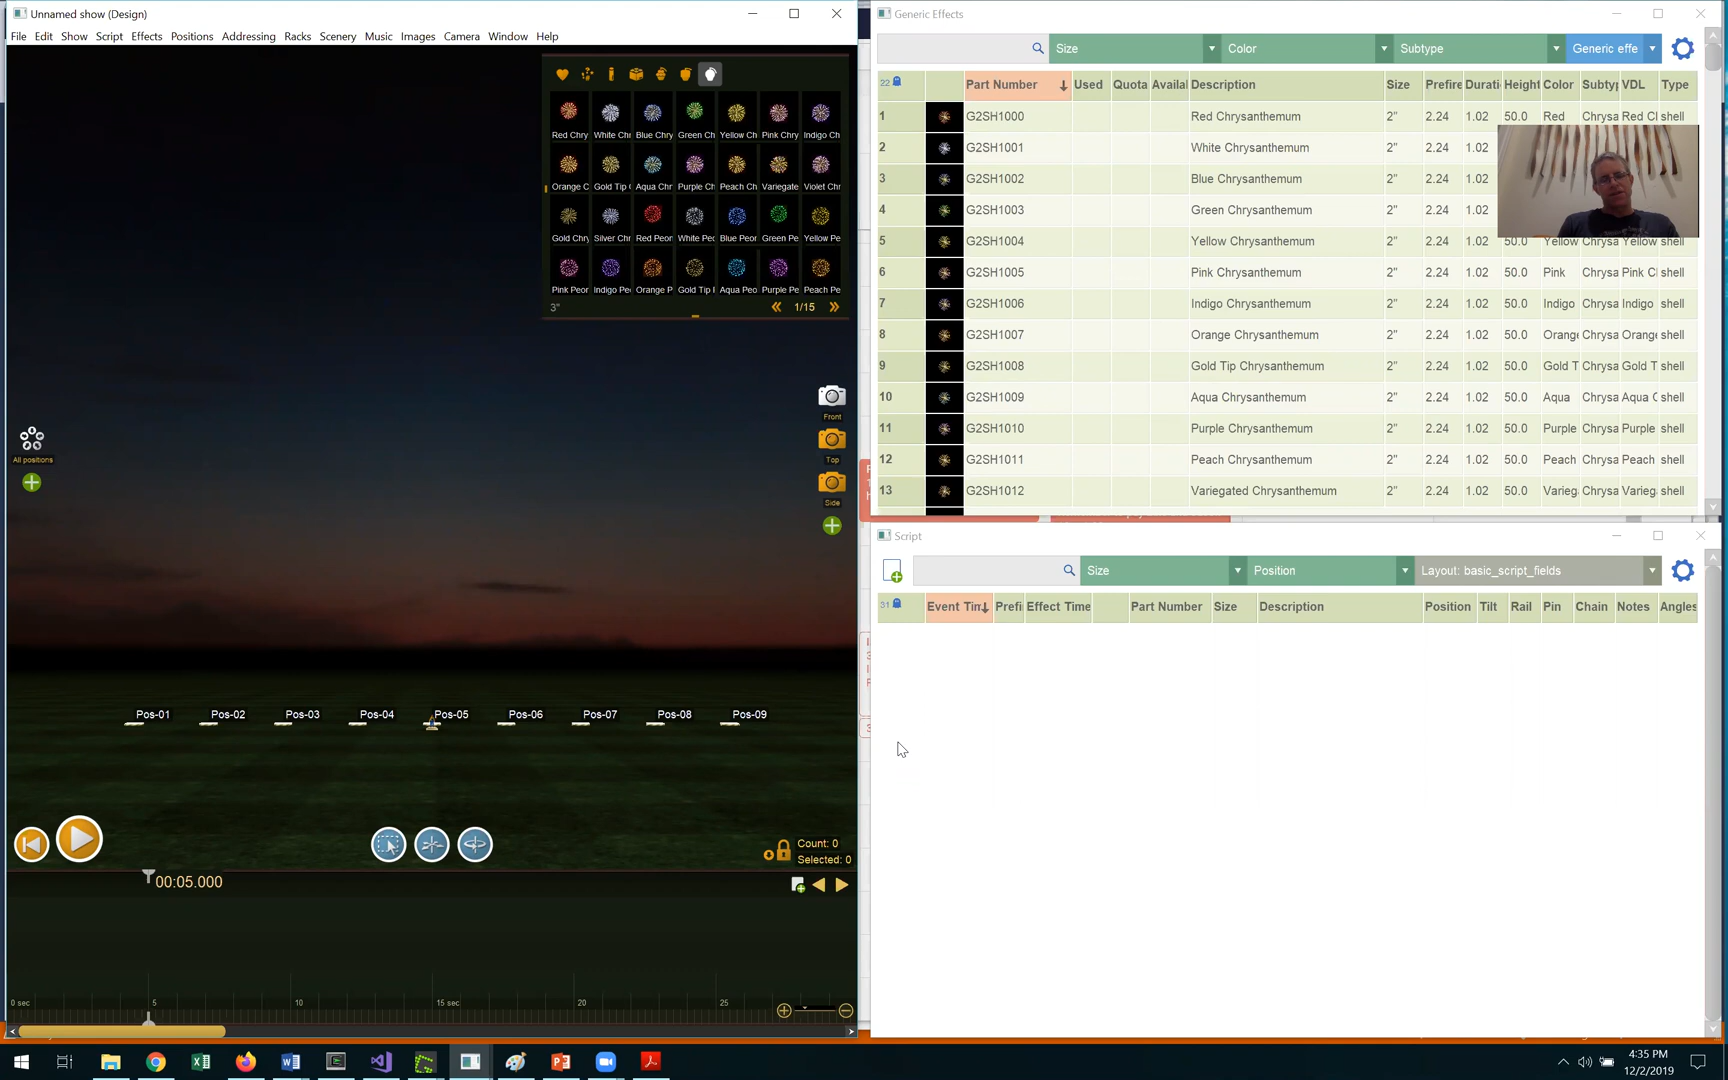 Unnamed show (Design)
File Edit Show Script Effects Positions Addressing Racks Scenery Music Images Camera Window Help
Red Chry White Chr Blue Chry Green Ch Yellow Ch Pink Chry Indigo Ch
Orange C Gold Tip Aqua Chr Purple Ch Peach Ch Variegate Violet Chr
Gold Chry Silver Chr Red Peon White Peo Blue Peor Green Pe Yellow Pe
Pink Peor Indigo Peo Orange P Gold Tip Aqua Peo Purple Pe Peach Pe
3" 1/15
Front
All positions
Top
Side
Pos-01 Pos-02 Pos-03 Pos-04 Pos-05 Pos-06 Pos-07 Pos-08 Pos-09
Count: 0
Selected: 0
00:05.000
0 sec 5 10 15 sec 20 25
Generic Effects
Size Color Subtype Generic effe
22 Part Number Used Quota Availal Description Size Prefire Durati Height Color Subtyp VDL Type
1 G2SH1000 Red Chrysanthemum 2" 2.24 1.02 50.0 Red Chrysa Red Cl shell
2 G2SH1001 White Chrysanthemum 2" 2.24 1.02
3 G2SH1002 Blue Chrysanthemum 2" 2.24 1.02
4 G2SH1003 Green Chrysanthemum 2" 2.24 1.02
5 G2SH1004 Yellow Chrysanthemum 2" 2.24 1.02 50.0 Yellow Chrysa Yellow shell
6 G2SH1005 Pink Chrysanthemum 2" 2.24 1.02 50.0 Pink Chrysa Pink C shell
7 G2SH1006 Indigo Chrysanthemum 2" 2.24 1.02 50.0 Indigo Chrysa Indigo shell
8 G2SH1007 Orange Chrysanthemum 2" 2.24 1.02 50.0 Orang Chrysa Orang shell
9 G2SH1008 Gold Tip Chrysanthemum 2" 2.24 1.02 50.0 Gold T Chrysa Gold T shell
10 G2SH1009 Aqua Chrysanthemum 2" 2.24 1.02 50.0 Aqua Chrysa Aqua C shell
11 G2SH1010 Purple Chrysanthemum 2" 2.24 1.02 50.0 Purple Chrysa Purple shell
12 G2SH1011 Peach Chrysanthemum 2" 2.24 1.02 50.0 Peach Chrysa Peach shell
13 G2SH1012 Variegated Chrysanthemum 2" 2.24 1.02 50.0 Varieg Chrysa Varieg shell
Script
Size Position Layout: basic_script_fields
31 Event Tim Prefi Effect Time Part Number Size Description Position Tilt Rail Pin Chain Notes Angles
4:35 PM
12/2/2019